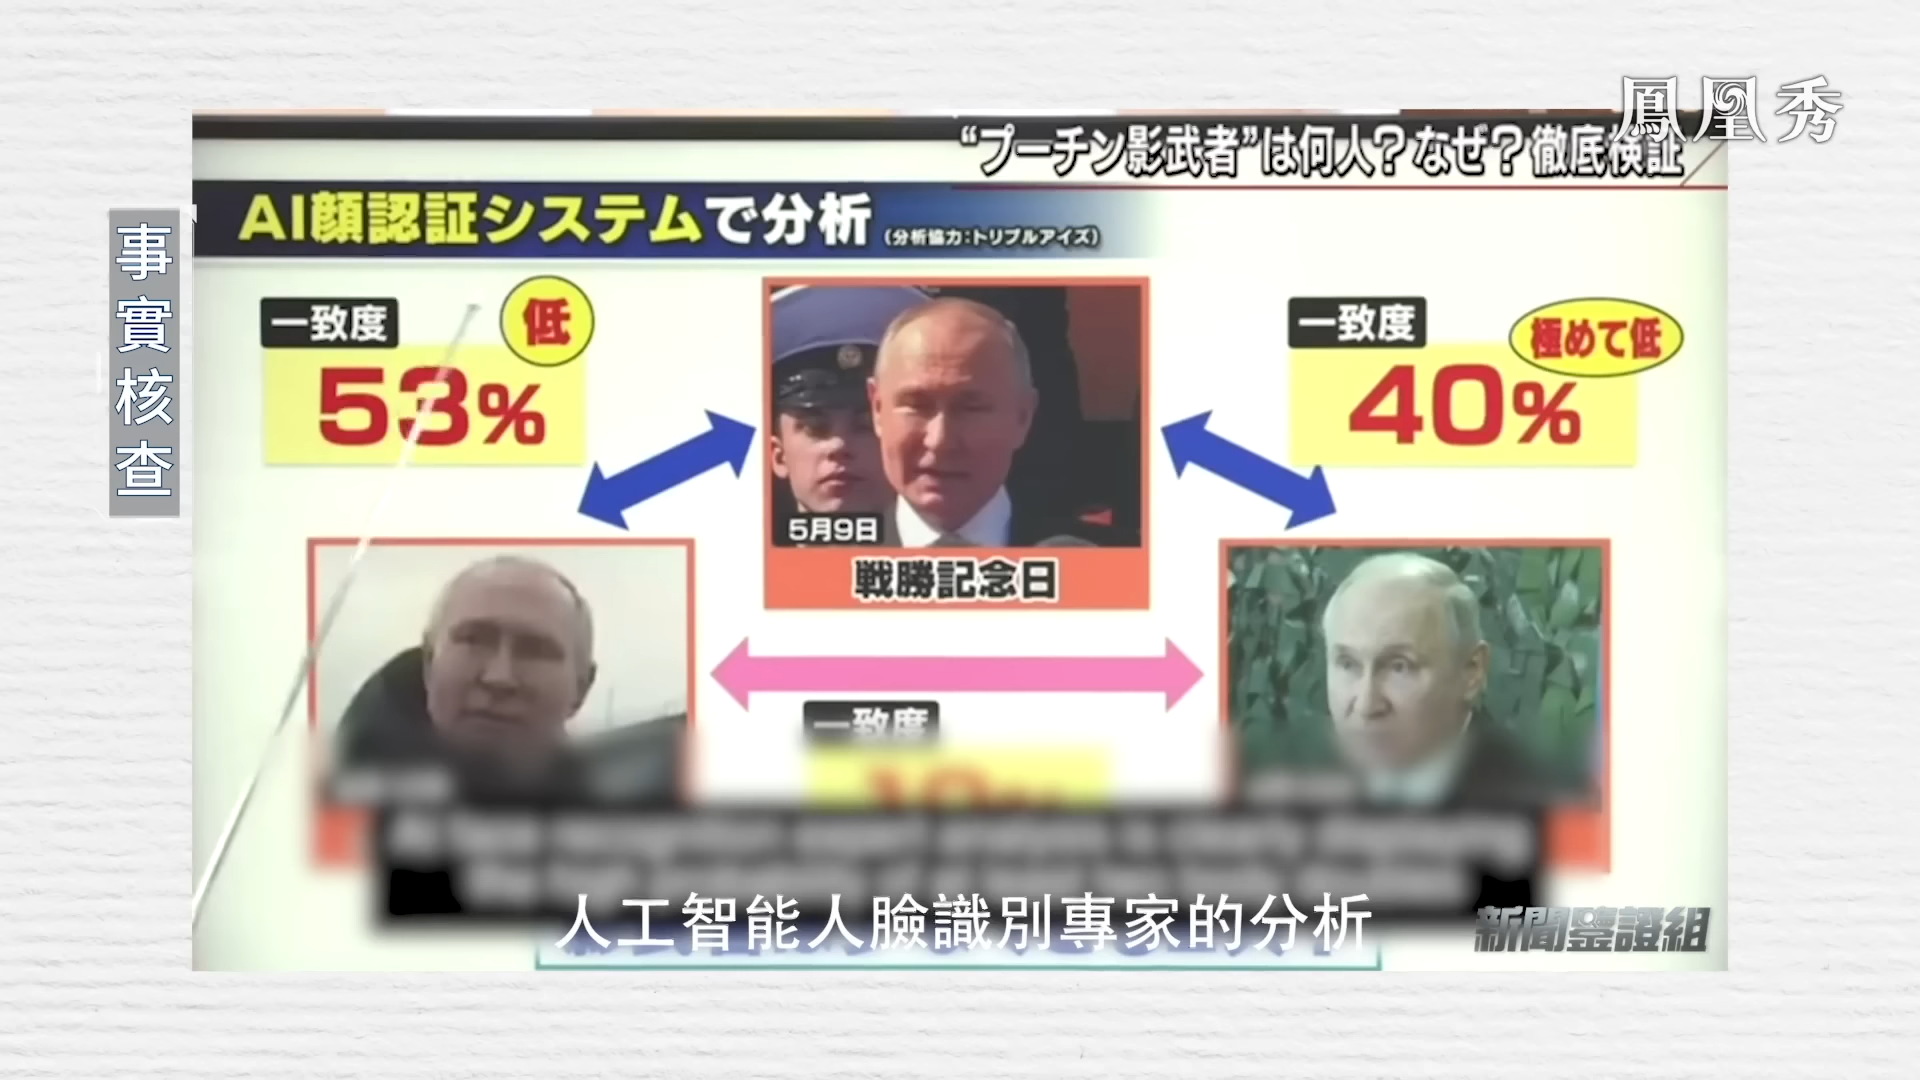 鳳凰秀
“プーチン影武者”は何人？なぜ？徹底検証
事實核查
AI顔認証システムで分析（分析協力：トリプルアイズ）
一致度
低
53%
一致度
極めて低
40%
5月9日
戦勝記念日
一致度
人工智能人臉識別專家的分析
新聞鑒證組